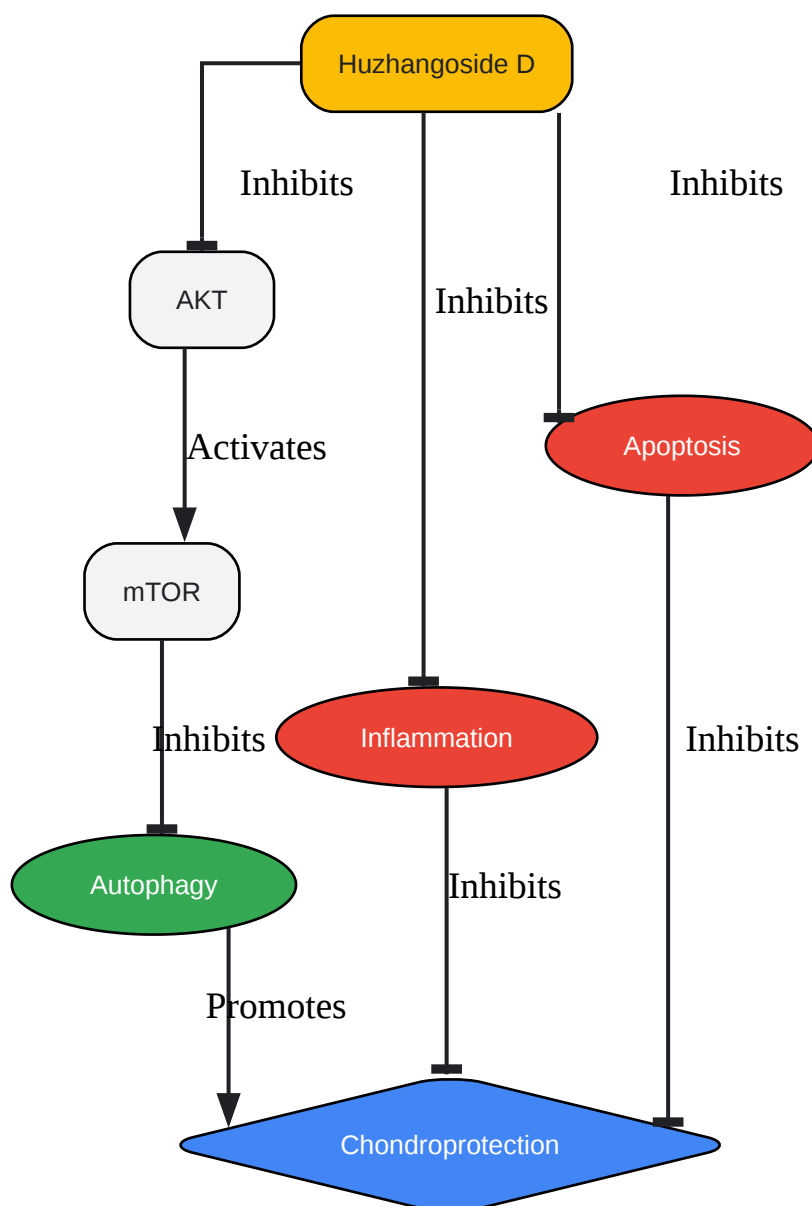 Huzhangoside D
Inhibits
Inhibits
AKT
Inhibits
Activates
Apoptosis
mTOR
Inhibits
Inflammation
Inhibits
Autophagy
Inhibits
Promotes
Chondroprotection